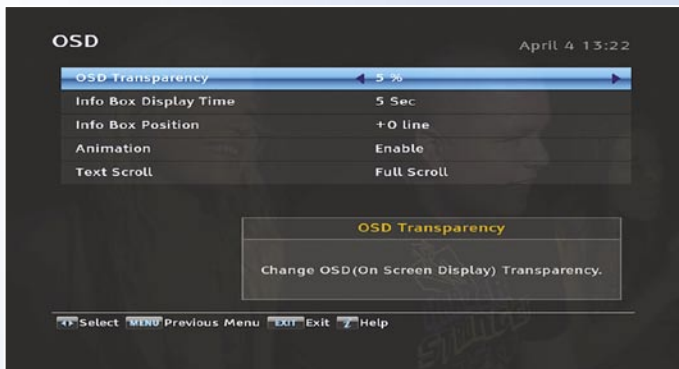 OSD
April 4 13:22
OSD Transparency 5 %
Info Box Display Time 5 Sec
Info Box Position +0 line
Animation Enable
Text Scroll Full Scroll
OSD Transparency
Change OSD(On Screen Display) Transparency.
Select MENU Previous Menu EXIT Exit i Help